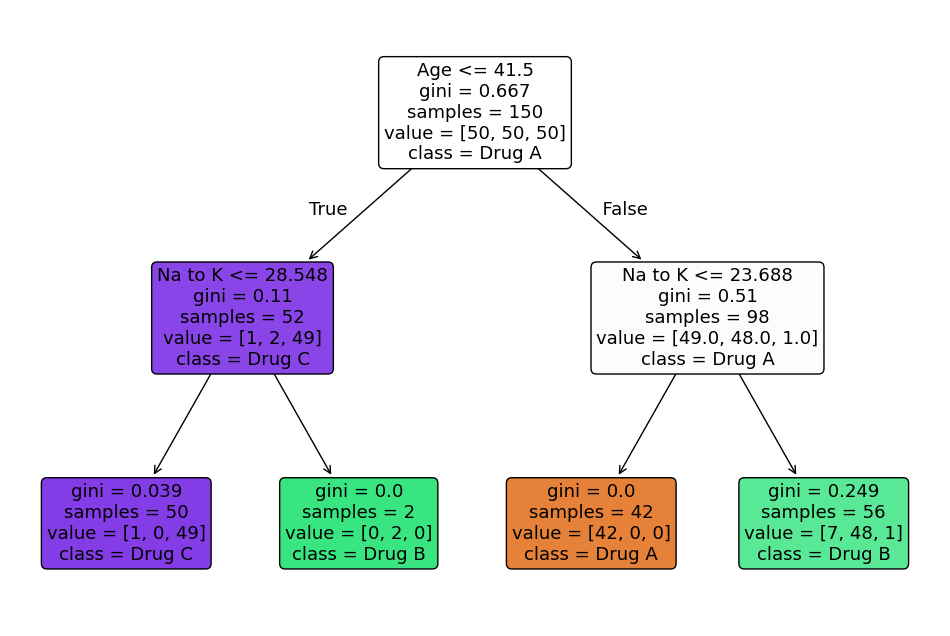 Age <= 41.5
gini = 0.667
samples = 150
value = [50, 50, 50]
class = Drug A
True
False
Na to K <= 28.548
gini = 0.11
samples = 52
value = [1, 2, 49]
class = Drug C
Na to K <= 23.688
gini = 0.51
samples = 98
value = [49.0, 48.0, 1.0]
class = Drug A
gini = 0.039
samples = 50
value = [1, 0, 49]
class = Drug C
gini = 0.0
samples = 2
value = [0, 2, 0]
class = Drug B
gini = 0.0
samples = 42
value = [42, 0, 0]
class = Drug A
gini = 0.249
samples = 56
value = [7, 48, 1]
class = Drug B